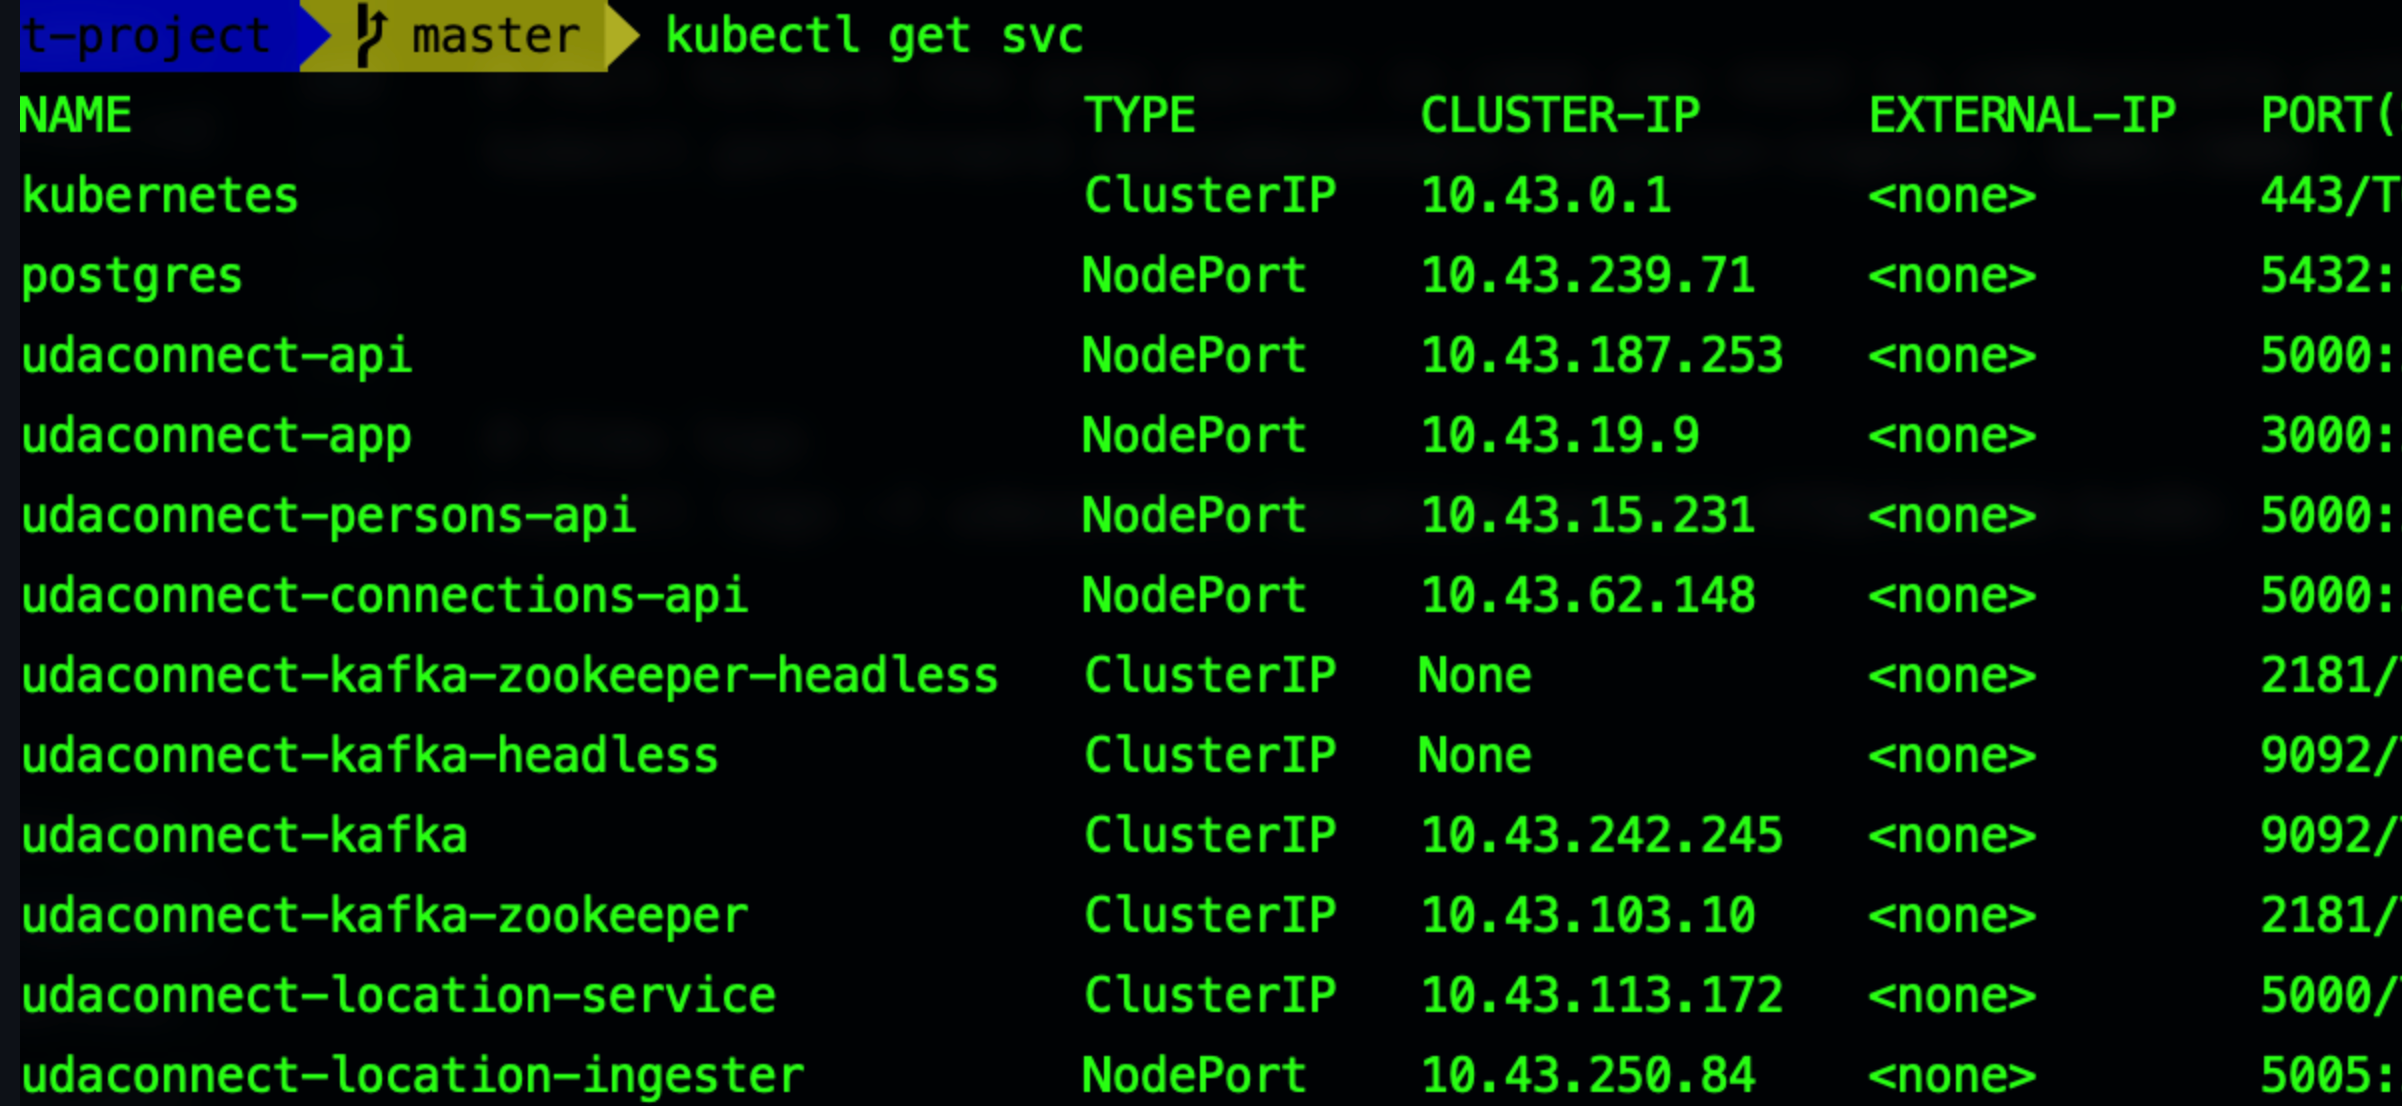 t-project master kubectl get svc
NAME TYPE CLUSTER-IP EXTERNAL-IP PORT(
kubernetes ClusterIP 10.43.0.1 <none> 443/T
postgres NodePort 10.43.239.71 <none> 5432:
udaconnect-api NodePort 10.43.187.253 <none> 5000:
udaconnect-app NodePort 10.43.19.9 <none> 3000:
udaconnect-persons-api NodePort 10.43.15.231 <none> 5000:
udaconnect-connections-api NodePort 10.43.62.148 <none> 5000:
udaconnect-kafka-zookeeper-headless ClusterIP None <none> 2181/
udaconnect-kafka-headless ClusterIP None <none> 9092/
udaconnect-kafka ClusterIP 10.43.242.245 <none> 9092/
udaconnect-kafka-zookeeper ClusterIP 10.43.103.10 <none> 2181/
udaconnect-location-service ClusterIP 10.43.113.172 <none> 5000/
udaconnect-location-ingester NodePort 10.43.250.84 <none> 5005: